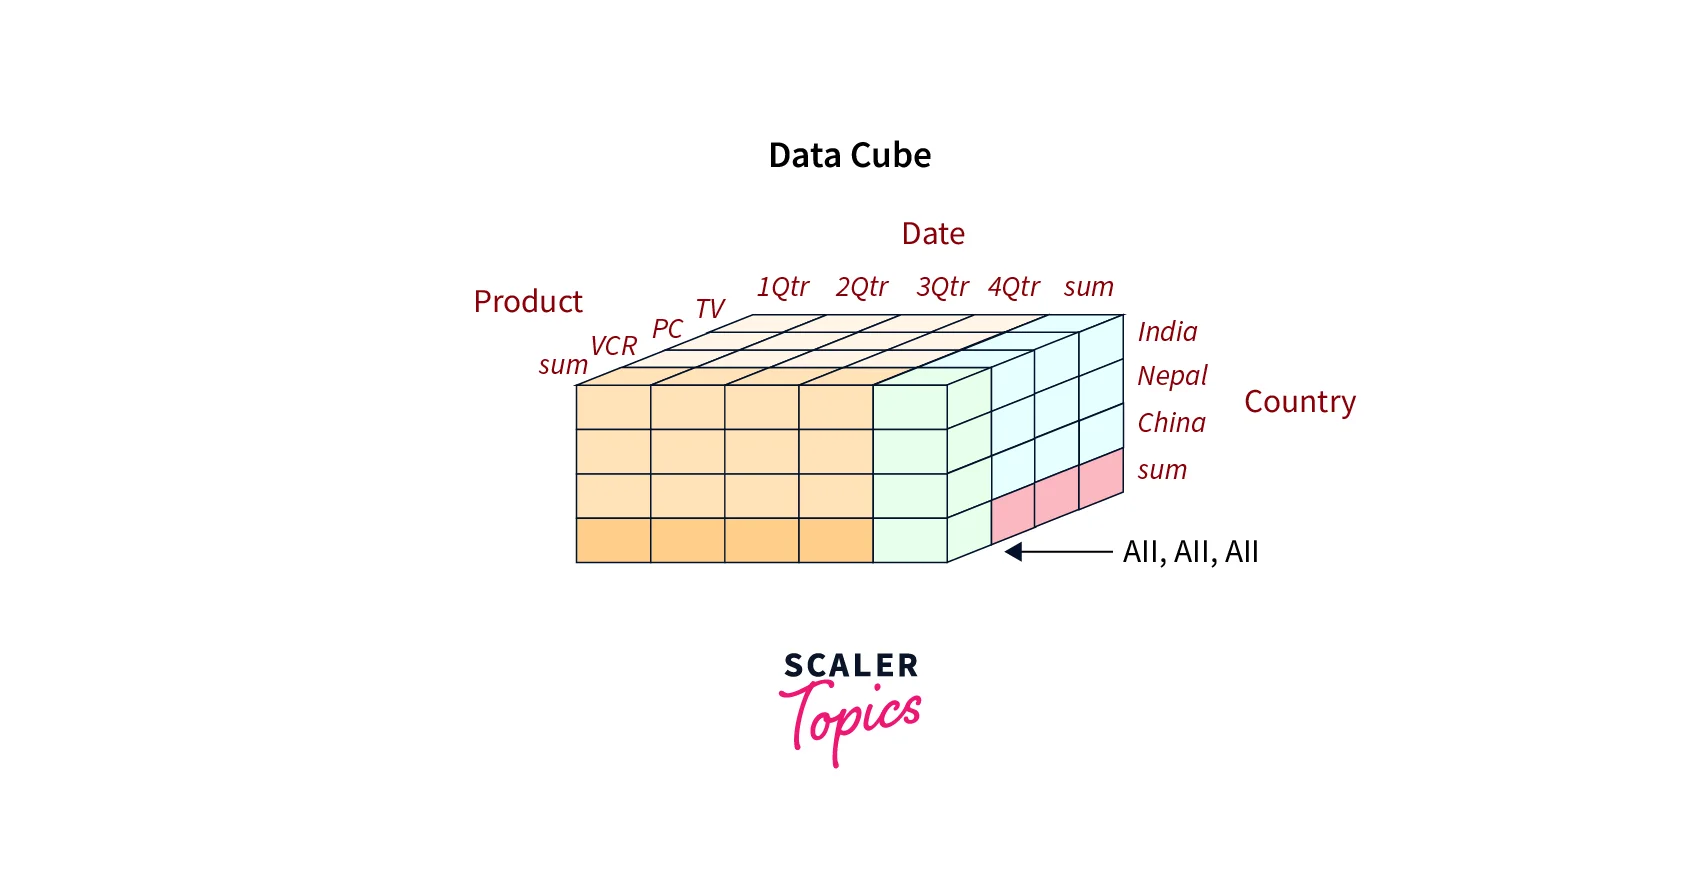 Data Cube
Date
Product
1Qtr 2Qtr 3Qtr 4Qtr sum
TV
PC
VCR
sum
India
Nepal
China
sum
Country
All, All, All
SCALER
Topics